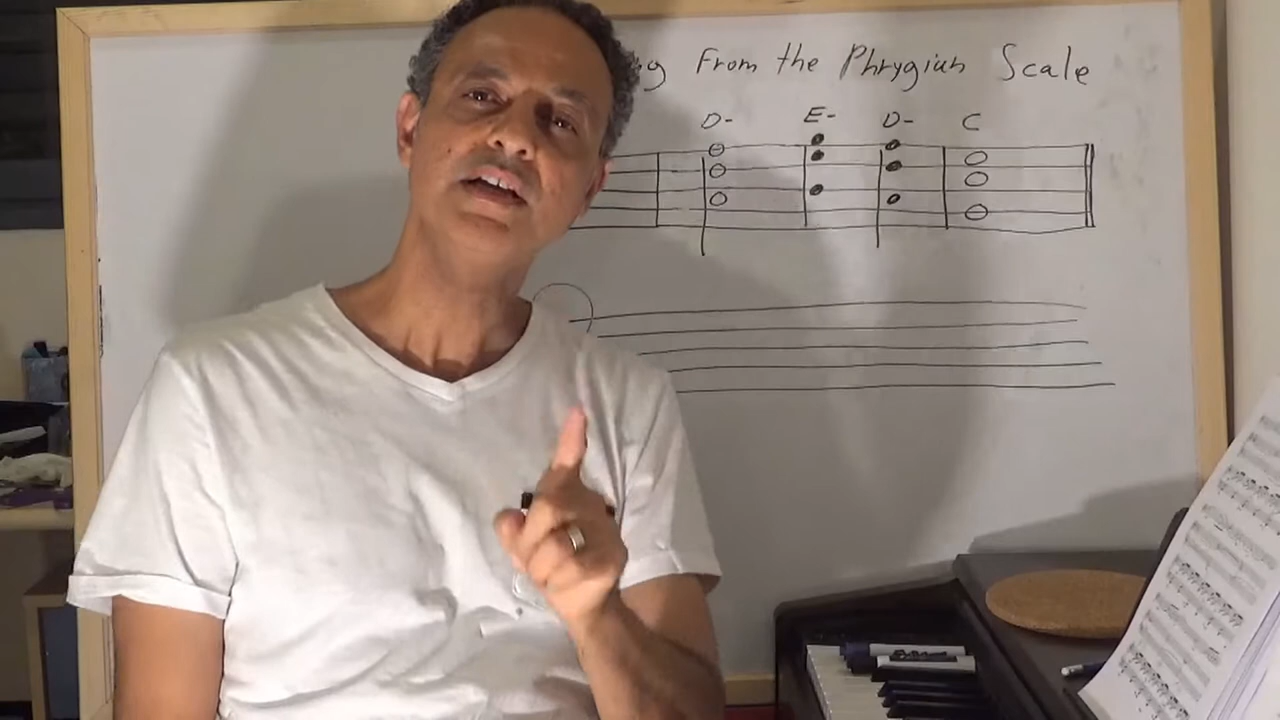 From the Phrygian Scale
D- E- D- C